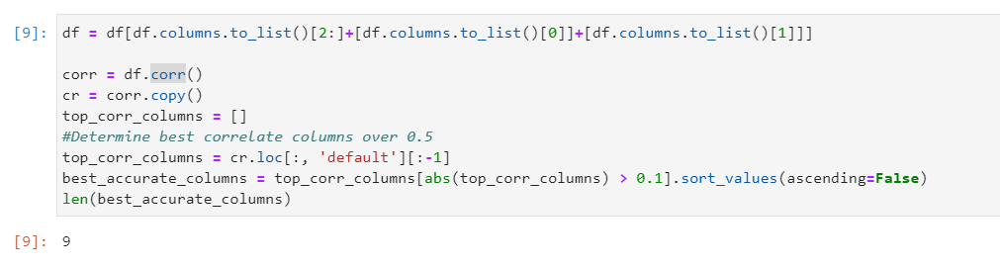 [9]: df = df[df.columns.to_list()[2:]+[df.columns.to_list()[0]]+[df.columns.to_list()[1]]]
corr = df.corr()
cr = corr.copy()
top_corr_columns = []
#Determine best correlate columns over 0.5
top_corr_columns = cr.loc[:, 'default'][:-1]
best_accurate_columns = top_corr_columns[abs(top_corr_columns) > 0.1].sort_values(ascending=False)
len(best_accurate_columns)
[9]: 9